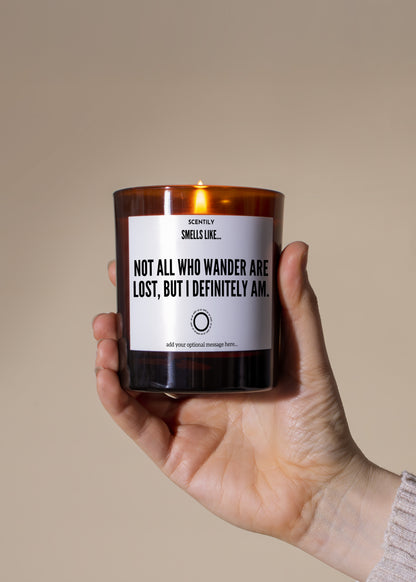 SCENTILY
SMELLS LIKE...
NOT ALL WHO WANDER ARE
LOST, BUT I DEFINITELY AM.
add your optional message here...